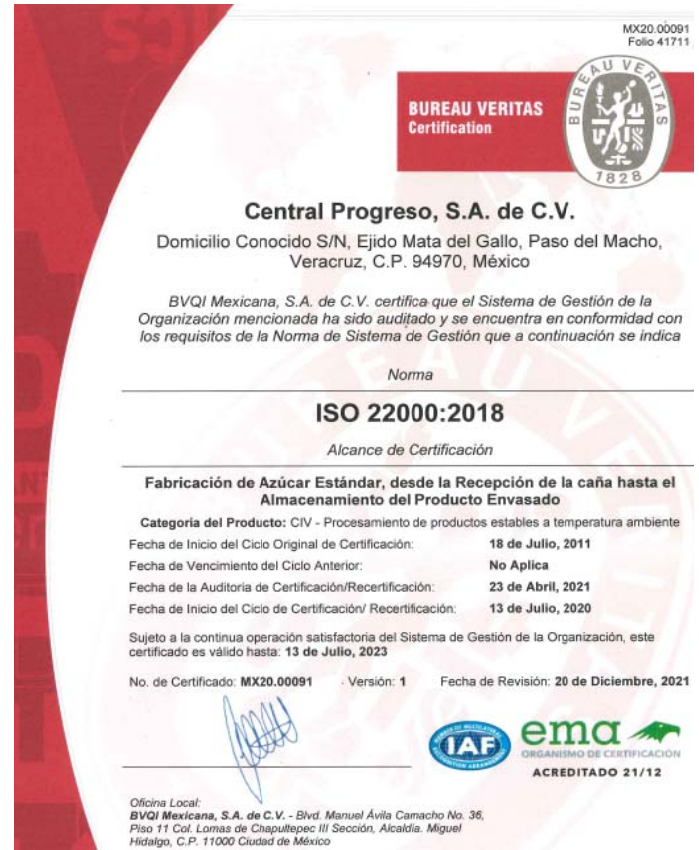 MX20.00091
Folio 41711
BUREAU VERITAS
Certification
BUREAU VERITAS
1828
Central Progreso, S.A. de C.V.
Domicilio Conocido S/N, Ejido Mata del Gallo, Paso del Macho,
Veracruz, C.P. 94970, México
BVQI Mexicana, S.A. de C.V. certifica que el Sistema de Gestión de la
Organización mencionada ha sido auditado y se encuentra en conformidad con
los requisitos de la Norma de Sistema de Gestión que a continuación se indica
Norma
ISO 22000:2018
Alcance de Certificación
Fabricación de Azúcar Estándar, desde la Recepción de la caña hasta el
Almacenamiento del Producto Envasado
Categoria del Producto: CIV - Procesamiento de productos estables a temperatura ambiente
Fecha de Inicio del Ciclo Original de Certificación: 18 de Julio, 2011
Fecha de Vencimiento del Ciclo Anterior: No Aplica
Fecha de la Auditoria de Certificación/Recertificación: 23 de Abril, 2021
Fecha de Inicio del Ciclo de Certificación/ Recertificación: 13 de Julio, 2020
Sujeto a la continua operación satisfactoria del Sistema de Gestión de la Organización, este
certificado es válido hasta: 13 de Julio, 2023
No. de Certificado: MX20.00091 Versión: 1 Fecha de Revisión: 20 de Diciembre, 2021
IAF
ema
ORGANISMO DE CERTIFICACIÓN
ACREDITADO 21/12
Oficina Local:
BVQI Mexicana, S.A. de C.V. - Blvd. Manuel Ávila Camacho No. 36,
Piso 11 Col. Lomas de Chapultepec III Sección, Alcaldía. Miguel
Hidalgo, C.P. 11000 Ciudad de México